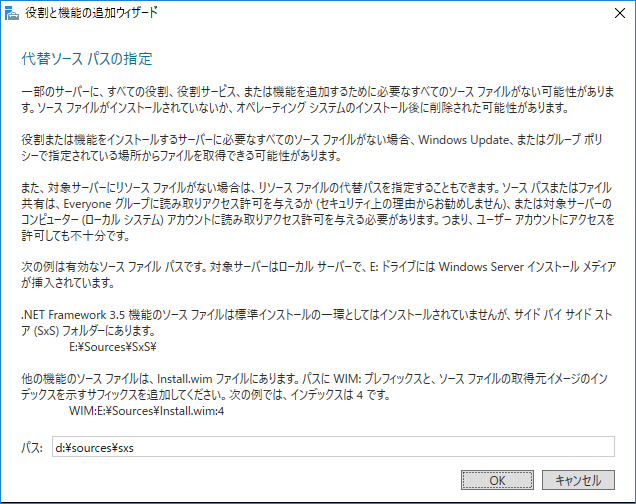 役割と機能の追加ウィザード
代替ソース パスの指定
一部のサーバーに、すべての役割、役割サービス、または機能を追加するために必要なすべてのソース ファイルがない可能性がありま
す。ソース ファイルがインストールされていないか、オペレーティング システムのインストール後に削除された可能性があります。
役割または機能をインストールするサーバーに必要なすべてのソース ファイルがない場合、Windows Update、またはグループ ポリ
シーで指定されている場所からファイルを取得できる可能性があります。
また、対象サーバーにリソース ファイルがない場合は、リソース ファイルの代替パスを指定することもできます。ソース パスまたはファイル
共有は、Everyone グループに読み取りアクセス許可を与えるか (セキュリティ上の理由からお勧めしません)、または対象サーバーの
コンピューター (ローカル システム) アカウントに読み取りアクセス許可を与える必要があります。つまり、ユーザー アカウントにアクセスを
許可しても不十分です。
次の例は有効なソース ファイル パスです。対象サーバーはローカル サーバーで、E: ドライブには Windows Server インストール メディア
が挿入されています。
.NET Framework 3.5 機能のソース ファイルは標準インストールの一環としてはインストールされていませんが、サイド バイ サイド スト
ア (SxS) フォルダーにあります。
E:¥Sources¥SxS¥
他の機能のソース ファイルは、Install.wim ファイルにあります。パスに WIM: プレフィックスと、ソース ファイルの取得元イメージのイン
デックスを示すサフィックスを追加してください。次の例では、インデックスは 4 です。
WIM:E:¥Sources¥Install.wim:4
パス: d:¥sources¥sxs
OK キャンセル